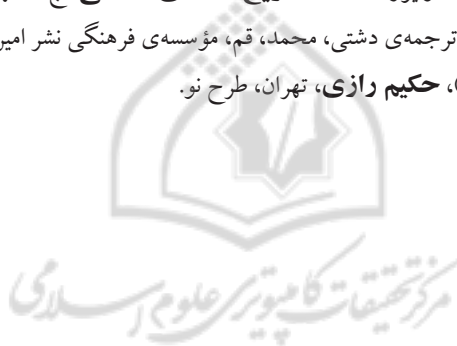 ترجمه‌ی دشتی، محمد، قم، مؤسسه‌ی فرهنگی نشر امیر
، حکیم رازی، تهران، طرح نو.
مرکز تحقیقات کامپیوتری علوم اسلامی